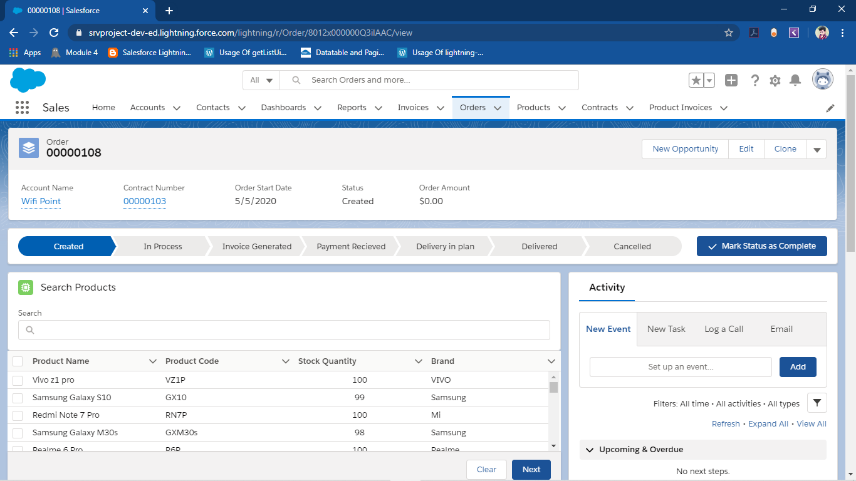 00000108 | Salesforce
srvproject-dev-ed.lightning.force.com/lightning/r/Order/8012x000000Q3iIAAC/view
Apps Module 4 Salesforce Lightnin... Usage Of getListUi... Datatable and Pagi... Usage Of lightning-...
All Search Orders and more...
Sales Home Accounts Contacts Dashboards Reports Invoices Orders Products Contracts Product Invoices
Order
00000108
New Opportunity Edit Clone
Account Name Contract Number Order Start Date Status Order Amount
Wifi Point 00000103 5/5/2020 Created $0.00
Created In Process Invoice Generated Payment Recieved Delivery in plan Delivered Cancelled Mark Status as Complete
Search Products
Search
Product Name Product Code Stock Quantity Brand
Vivo z1 pro VZ1P 100 VIVO
Samsung Galaxy S10 GX10 99 Samsung
Redmi Note 7 Pro RN7P 100 Mi
Samsung Galaxy M30s GXM30s 98 Samsung
Realme 6 Pro R6P 100 Realme
Clear Next
Activity
New Event New Task Log a Call Email
Set up an event... Add
Filters: All time • All activities • All types
Refresh • Expand All • View All
Upcoming & Overdue
No next steps.